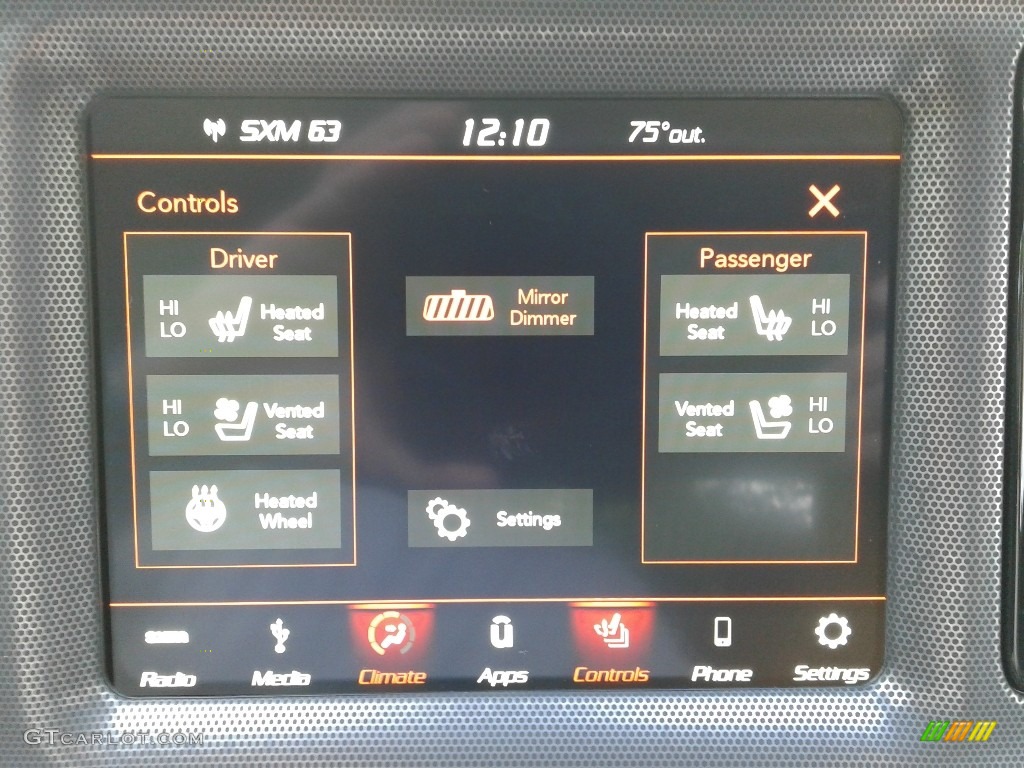 SXM 63 12:10 75° out.
Controls
Driver
HI
LO
Heated
Seat
HI
LO
Vented
Seat
Heated
Wheel
Mirror
Dimmer
Settings
Passenger
Heated
Seat
HI
LO
Vented
Seat
HI
LO
Radio Media Climate Apps Controls Phone Settings
GTCARLOT.COM